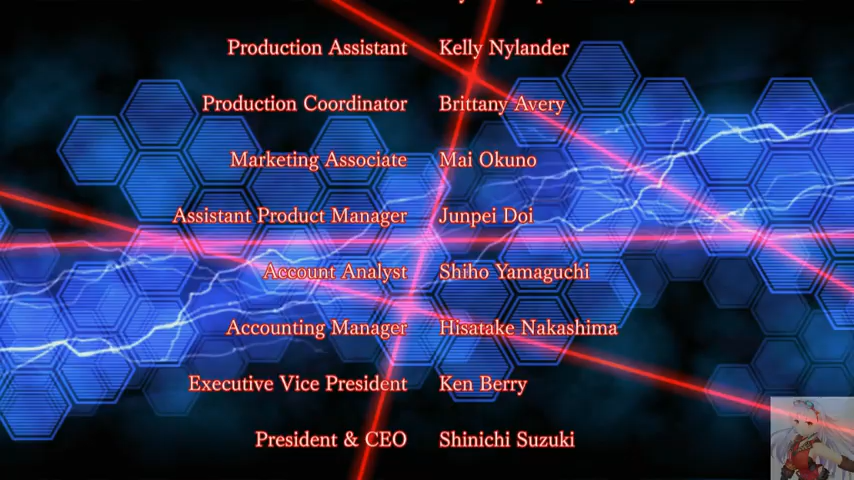 Production Assistant Kelly Nylander
Production Coordinator Brittany Avery
Marketing Associate Mai Okuno
Assistant Product Manager Junpei Doi
Account Analyst Shiho Yamaguchi
Accounting Manager Hisatake Nakashima
Executive Vice President Ken Berry
President & CEO Shinichi Suzuki